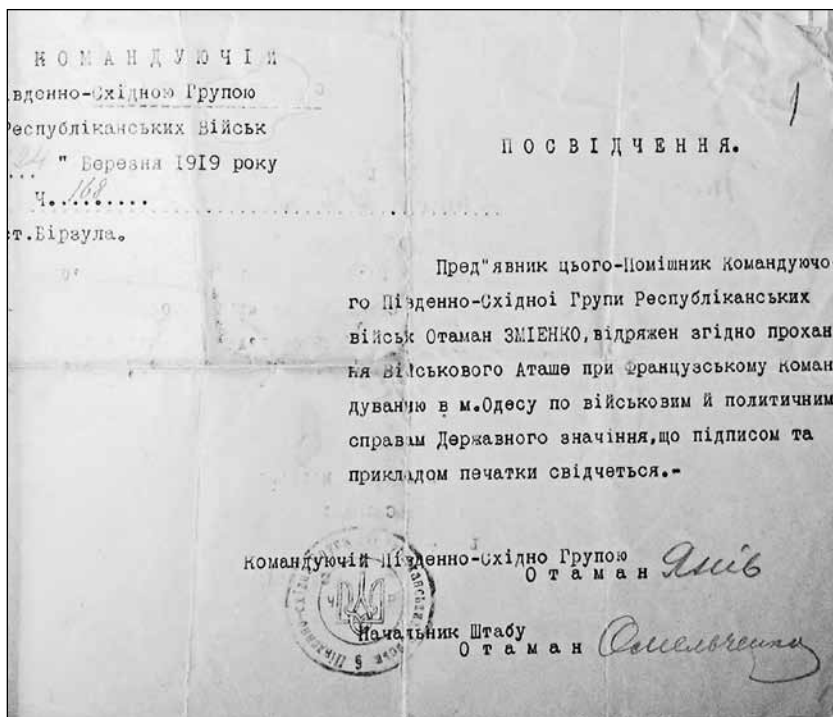 КОМАНДУЮЧІЙ
вденно-Східною Групою
Республіканських Військ
24 " Березня 1919 року
Ч. 168
ст.Бірзула.
1
ПОСВІДЧЕННЯ.
Пред"явник цього-Помішник Командуючо
го Південно-Східноі Групи Республіканських
військ Отаман ЗМІЕНКО,відряжен згідно прохан
ня Військового Аташе при Французському Коман
дуванню в м.Одесу по військовим й политичним
справам Державного значіння,що підписом та
прикладом печатки свідчеться.-
Командуючій Південно-Східно Групою
Отаман Янів
Начальник Штабу
Отаман Омельченко